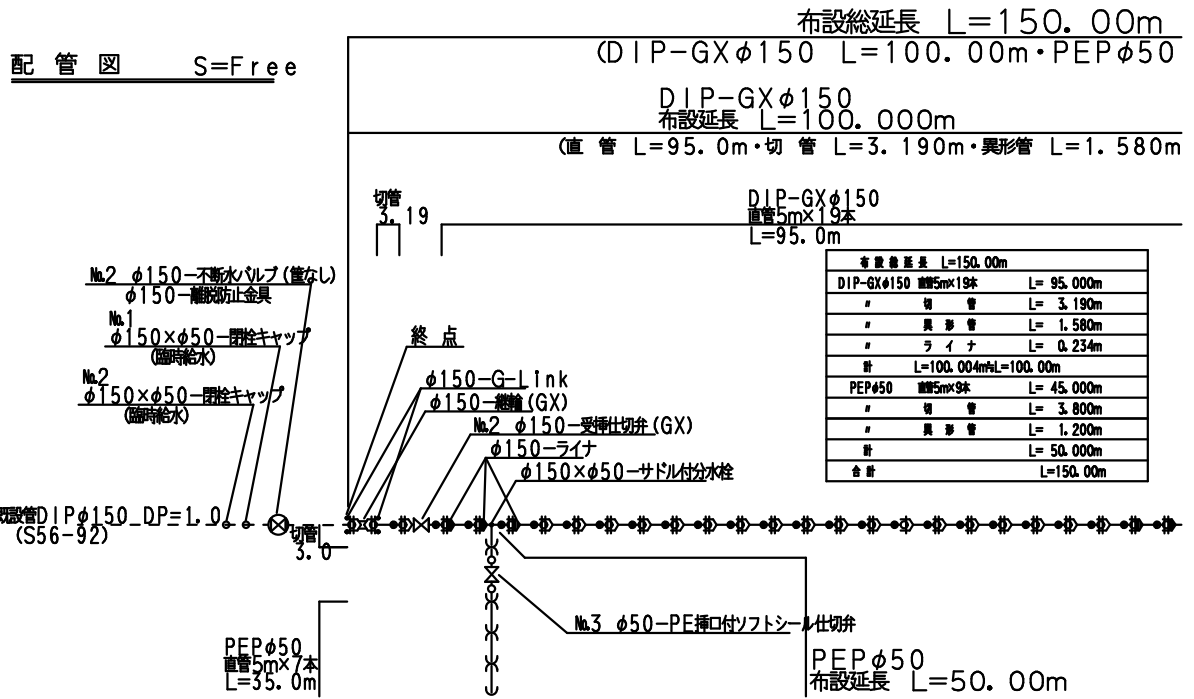 布設総延長 L=150.00m
配管図 S=Free
(DIP-GXφ150 L=100.00m・PEPφ50
DIP-GXφ150
布設延長 L=100.000m
(直管 L=95.0m・切管 L=3.190m・異形管 L=1.580m
切管
3.19
DIP-GXφ150
直管5m×19本
L=95.0m
布設総延長 L=150.00m
DIP-GXφ150 直管5m×19本 L= 95.000m
〃 切管 L= 3.190m
〃 異形管 L= 1.580m
〃 ライナ L= 0.234m
計 L=100.004m≒L=100.00m
PEPφ50 直管5m×9本 L= 45.000m
〃 切管 L= 3.800m
〃 異形管 L= 1.200m
計 L= 50.000m
合計 L=150.00m
№2 φ150-不断水バルブ(筐なし)
φ150-離脱防止金具
№1
φ150×φ50-閉栓キャップ
(臨時給水)
№2
φ150×φ50-閉栓キャップ
(臨時給水)
終点
φ150-G-Link
φ150-継輪(GX)
№2 φ150-受挿仕切弁(GX)
φ150-ライナ
φ150×φ50-サドル付分水栓
既設管DIPφ150 DP=1.0
(S56-92)
切管
3.0
№3 φ50-PE挿口付ソフトシール仕切弁
PEPφ50
直管5m×7本
L=35.0m
PEPφ50
布設延長 L=50.00m